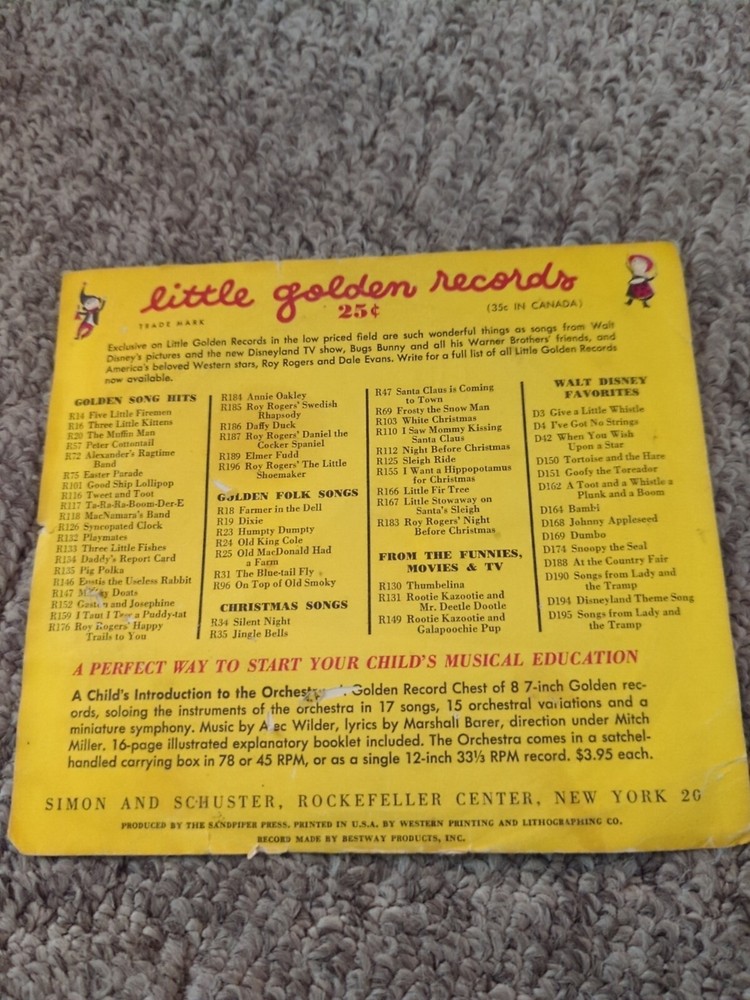 little golden records
TRADE MARK
25¢
(35c IN CANADA)
Exclusive on Little Golden Records in the low priced field are such wonderful things as songs from Walt
Disney's pictures and the new Disneyland TV show, Bugs Bunny and all his Warner Brothers' friends, and
America's beloved Western stars, Roy Rogers and Dale Evans. Write for a full list of all Little Golden Records
now available.
GOLDEN SONG HITS
R14 Five Little Firemen
R16 Three Little Kittens
R20 The Muffin Man
R57 Peter Cottontail
R72 Alexander's Ragtime
Band
R75 Easter Parade
R101 Good Ship Lollipop
R116 Tweet and Toot
R117 Ta-Ra-Ra-Boom-Der-E
R118 MacNamara's Band
R126 Syncopated Clock
R132 Playmates
R133 Three Little Fishes
R134 Daddy's Report Card
R135 Pig Polka
R146 Eustis the Useless Rabbit
R147 Doats
R152 Gaston and Josephine
R159 I Taut I Taw a Puddy-tat
R176 Roy Rogers' Happy
Trails to You
R184 Annie Oakley
R185 Roy Rogers' Swedish
Rhapsody
R186 Daffy Duck
R187 Roy Rogers' Daniel the
Cocker Spaniel
R189 Elmer Fudd
R196 Roy Rogers' The Little
Shoemaker
GOLDEN FOLK SONGS
R18 Farmer in the Dell
R19 Dixie
R23 Humpty Dumpty
R24 Old King Cole
R25 Old MacDonald Had
a Farm
R31 The Blue-tail Fly
R96 On Top of Old Smoky
CHRISTMAS SONGS
R34 Silent Night
R35 Jingle Bells
R47 Santa Claus is Coming
to Town
R69 Frosty the Snow Man
R103 White Christmas
R110 I Saw Mommy Kissing
Santa Claus
R112 Night Before Christmas
R125 Sleigh Ride
R155 I Want a Hippopotamus
for Christmas
R166 Little Fir Tree
R167 Little Stowaway on
Santa's Sleigh
R183 Roy Rogers' Night
Before Christmas
FROM THE FUNNIES,
MOVIES & TV
R130 Thumbelina
R131 Rootie Kazootie and
Mr. Deetle Dootle
R149 Rootie Kazootie and
Galapoochie Pup
WALT DISNEY
FAVORITES
D3 Give a Little Whistle
D4 I've Got No Strings
D42 When You Wish
Upon a Star
D150 Tortoise and the Hare
D151 Goofy the Toreador
D162 A Toot and a Whistle a
Plunk and a Boom
D164 Bambi
D168 Johnny Appleseed
D169 Dumbo
D174 Snoopy the Seal
D188 At the Country Fair
D190 Songs from Lady and
the Tramp
D194 Disneyland Theme Song
D195 Songs from Lady and
the Tramp
A PERFECT WAY TO START YOUR CHILD'S MUSICAL EDUCATION
A Child's Introduction to the Golden Record Chest of 8 7-inch Golden rec-
ords, soloing the instruments of the orchestra in 17 songs, 15 orchestral variations and a
miniature symphony. Music by Alec Wilder, lyrics by Marshall Barer, direction under Mitch
Miller. 16-page illustrated explanatory booklet included. The Orchestra comes in a satchel-
handled carrying box in 78 or 45 RPM, or as a single 12-inch 33⅓ RPM record. $3.95 each.
SIMON AND SCHUSTER, ROCKEFELLER CENTER, NEW YORK 20
PRODUCED BY THE SANDPIPER PRESS. PRINTED IN U.S.A. BY WESTERN PRINTING AND LITHOGRAPHING CO.
RECORD MADE BY BESTWAY PRODUCTS, INC.